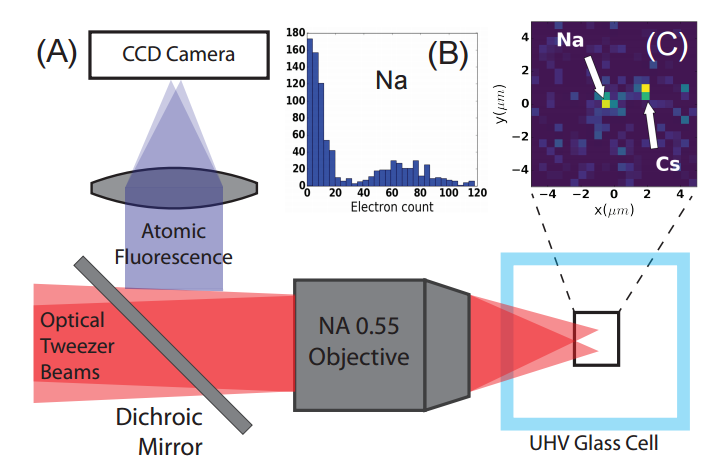 (A)
CCD Camera
Atomic
Fluorescence
Optical
Tweezer
Beams
Dichroic
Mirror
NA 0.55
Objective
UHV Glass Cell
(B)
Na
180
160
140
120
100
80
60
40
20
0
0 20 40 60 80 100 120
Electron count
(C)
Na
Cs
4
2
0
−2
−4
y(μm)
−4 −2 0 2 4
x(μm)